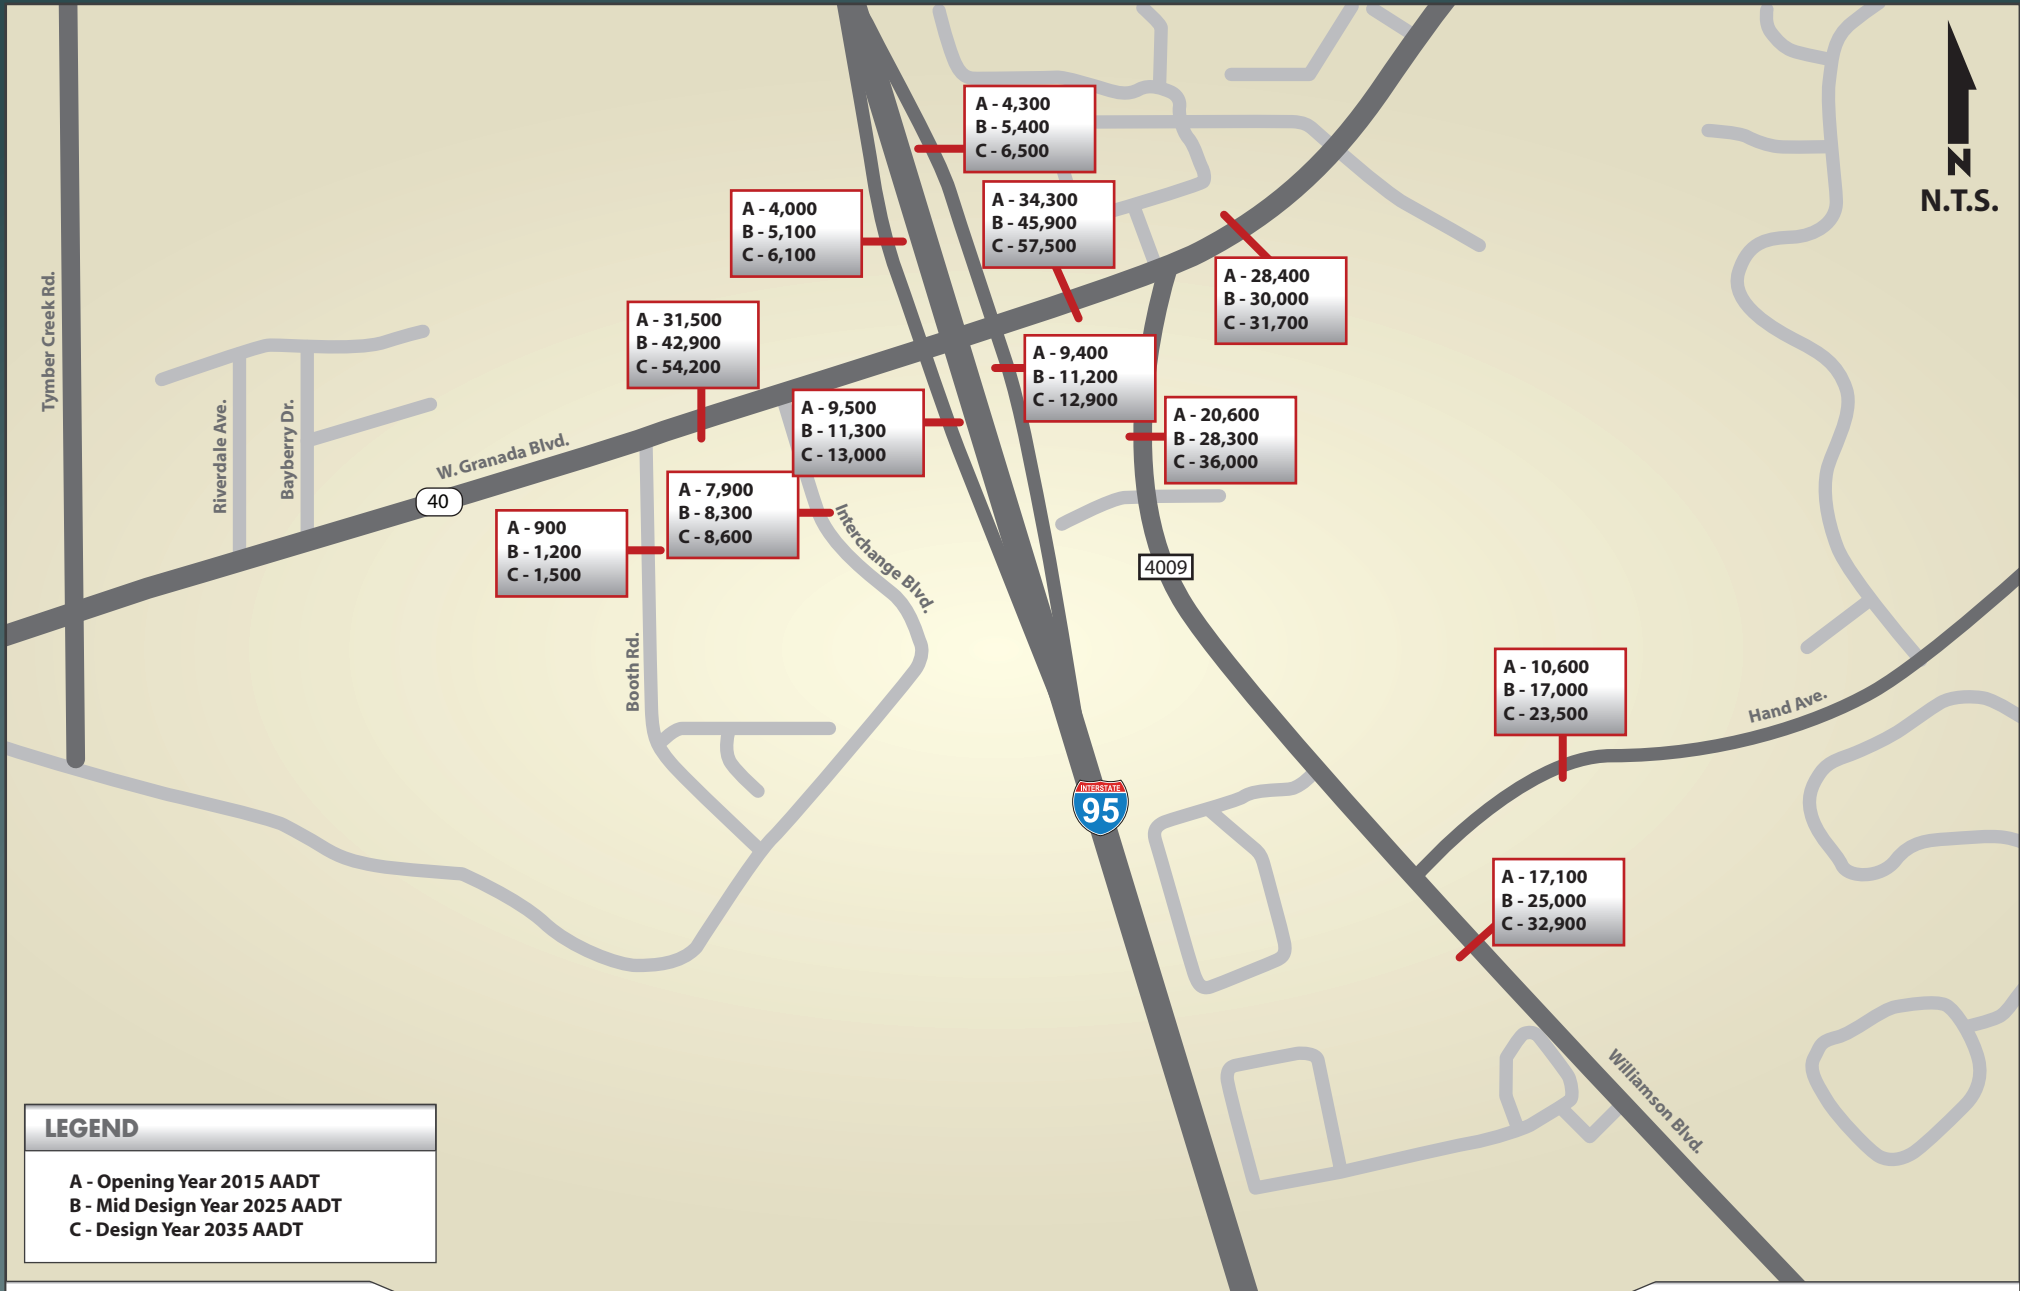 A - 4,300
B - 5,400
C - 6,500
A - 4,000
B - 5,100
C - 6,100
A - 34,300
B - 45,900
C - 57,500
N
N.T.S.
A - 28,400
B - 30,000
C - 31,700
Tymber Creek Rd.
A - 31,500
B - 42,900
C - 54,200
A - 9,400
B - 11,200
C - 12,900
A - 9,500
B - 11,300
C - 13,000
A - 20,600
B - 28,300
C - 36,000
Riverdale Ave.
Bayberry Dr.
W. Granada Blvd.
40
A - 7,900
B - 8,300
C - 8,600
A - 900
B - 1,200
C - 1,500
Interchange Blvd.
4009
Booth Rd.
A - 10,600
B - 17,000
C - 23,500
Hand Ave.
INTERSTATE
95
A - 17,100
B - 25,000
C - 32,900
Williamson Blvd.
LEGEND
A - Opening Year 2015 AADT
B - Mid Design Year 2025 AADT
C - Design Year 2035 AADT